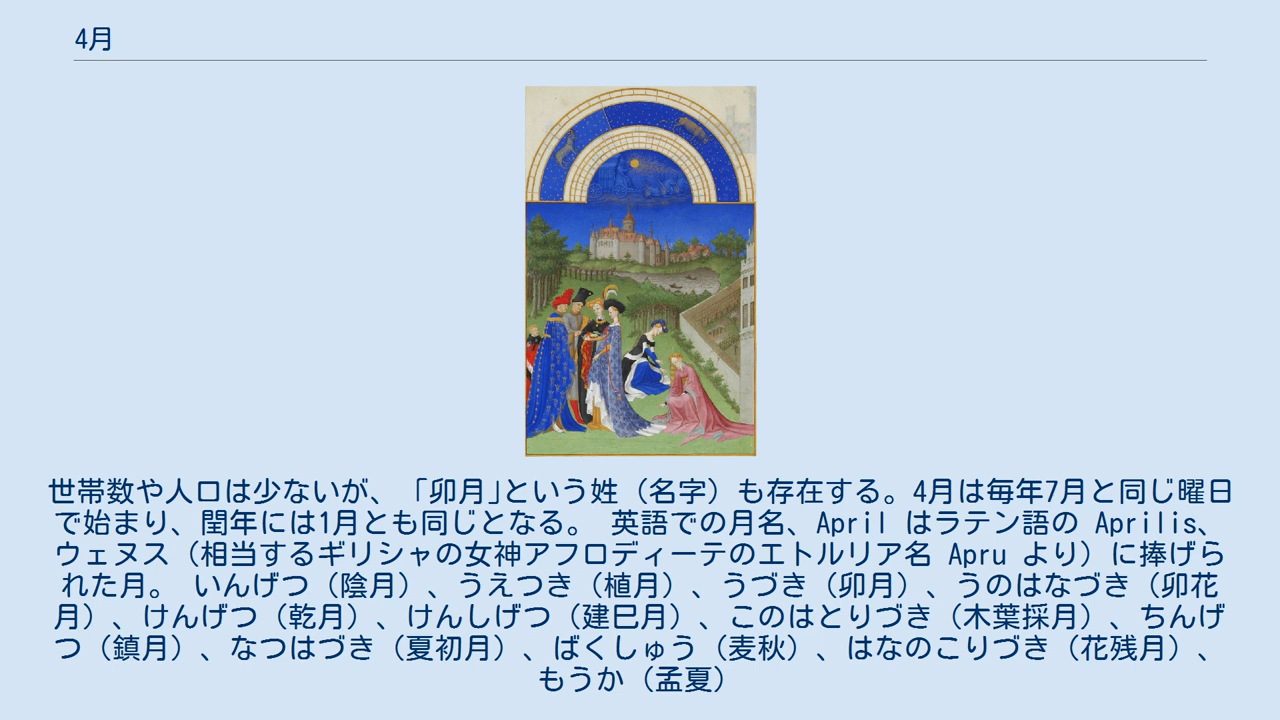 4月
世帯数や人口は少ないが、「卯月」という姓（名字）も存在する。4月は毎年7月と同じ曜日
で始まり、閏年には1月とも同じとなる。 英語での月名、April はラテン語の Aprilis、
ウェヌス（相当するギリシャの女神アフロディーテのエトルリア名 Apru より）に捧げら
れた月。 いんげつ（陰月）、うえつき（植月）、うづき（卯月）、うのはなづき（卯花
月）、けんげつ（乾月）、けんしげつ（建巳月）、このはとりづき（木葉採月）、ちんげ
つ（鎮月）、なつはづき（夏初月）、ばくしゅう（麦秋）、はなのこりづき（花残月）、
もうか（孟夏）